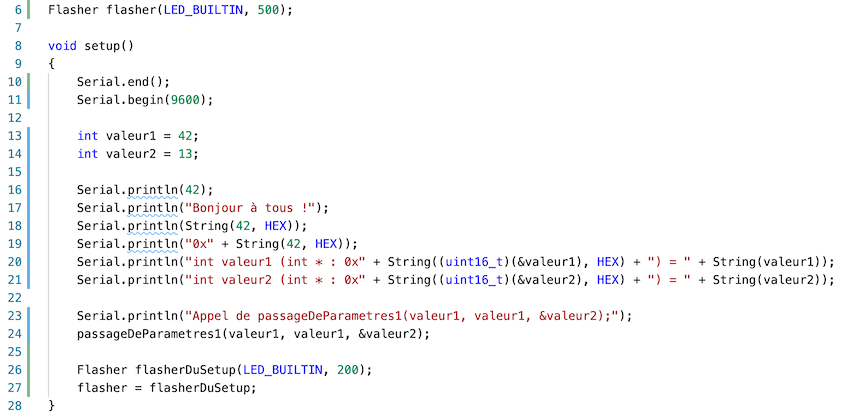 6 Flasher flasher(LED_BUILTIN, 500);
7
8 void setup()
9 {
10     Serial.end();
11     Serial.begin(9600);
12
13     int valeur1 = 42;
14     int valeur2 = 13;
15
16     Serial.println(42);
17     Serial.println("Bonjour à tous !");
18     Serial.println(String(42, HEX));
19     Serial.println("0x" + String(42, HEX));
20     Serial.println("int valeur1 (int * : 0x" + String((uint16_t)(&valeur1), HEX) + ") = " + String(valeur1));
21     Serial.println("int valeur2 (int * : 0x" + String((uint16_t)(&valeur2), HEX) + ") = " + String(valeur2));
22
23     Serial.println("Appel de passageDeParametres1(valeur1, valeur1, &valeur2);");
24     passageDeParametres1(valeur1, valeur1, &valeur2);
25
26     Flasher flasherDuSetup(LED_BUILTIN, 200);
27     flasher = flasherDuSetup;
28 }